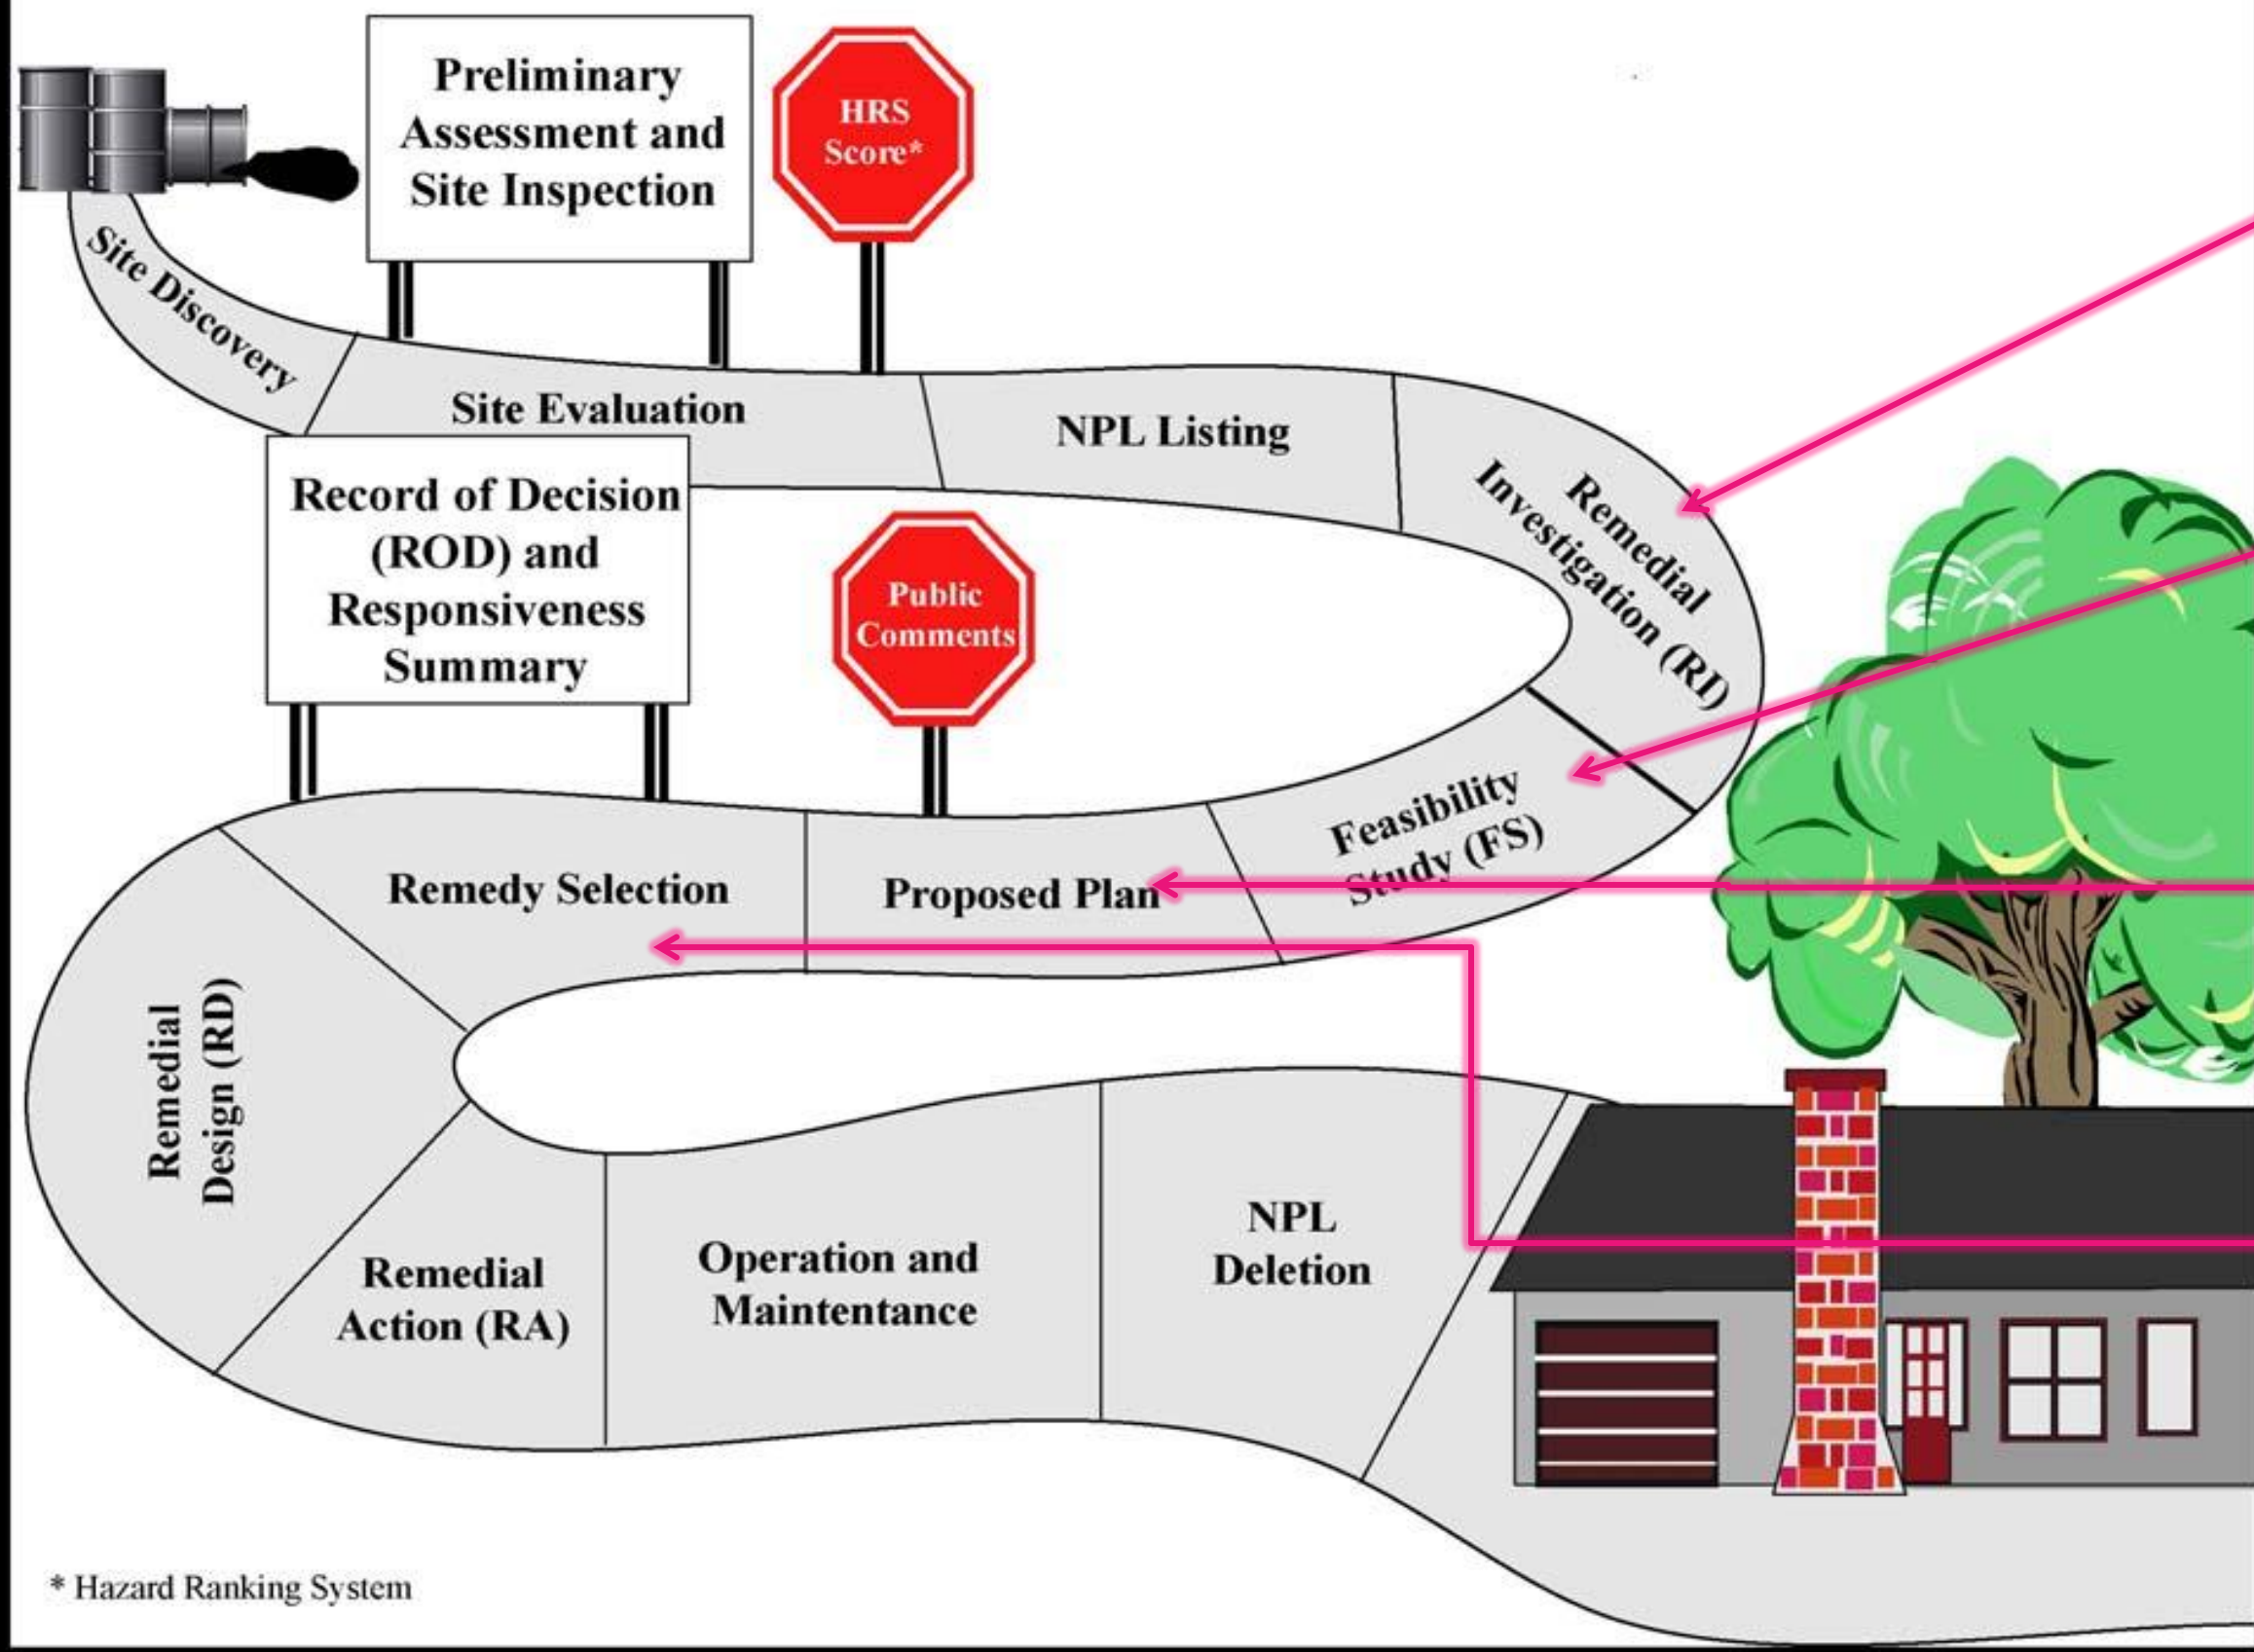 Preliminary
Assessment and
Site Inspection
HRS
Score*
Site Discovery
Site Evaluation
NPL Listing
Remedial
Investigation (RI)
Record of Decision
(ROD) and
Responsiveness
Summary
Public
Comments
Feasibility
Study (FS)
Proposed Plan
Remedy Selection
Remedial
Design (RD)
Remedial
Action (RA)
Operation and
Maintentance
NPL
Deletion
* Hazard Ranking System